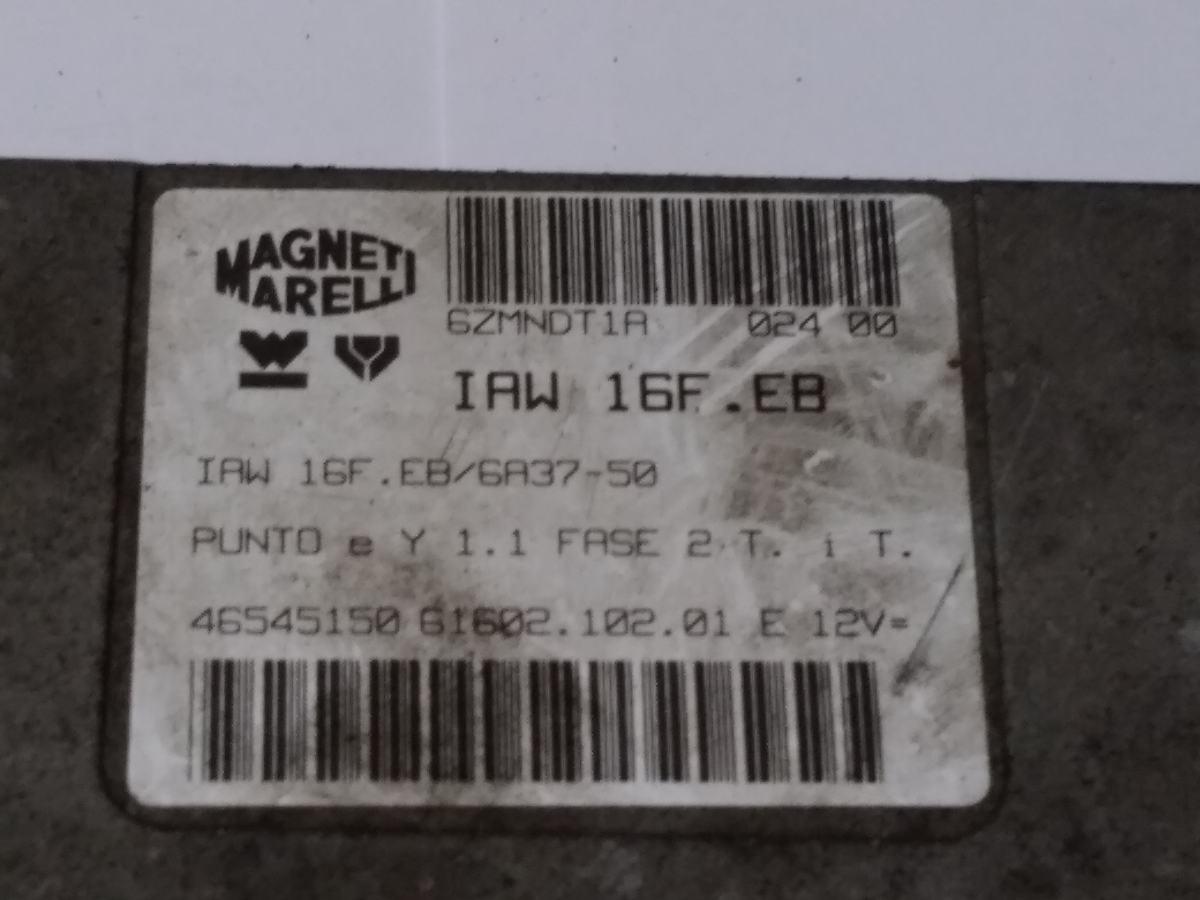 MAGNETI
MARELLI
6ZMNDT1A 024 00
IAW 16F.EB
IAW 16F.EB/6A37-50
PUNTO e Y 1.1 FASE 2 T. i T.
46545150 61602.102.01 E 12V=